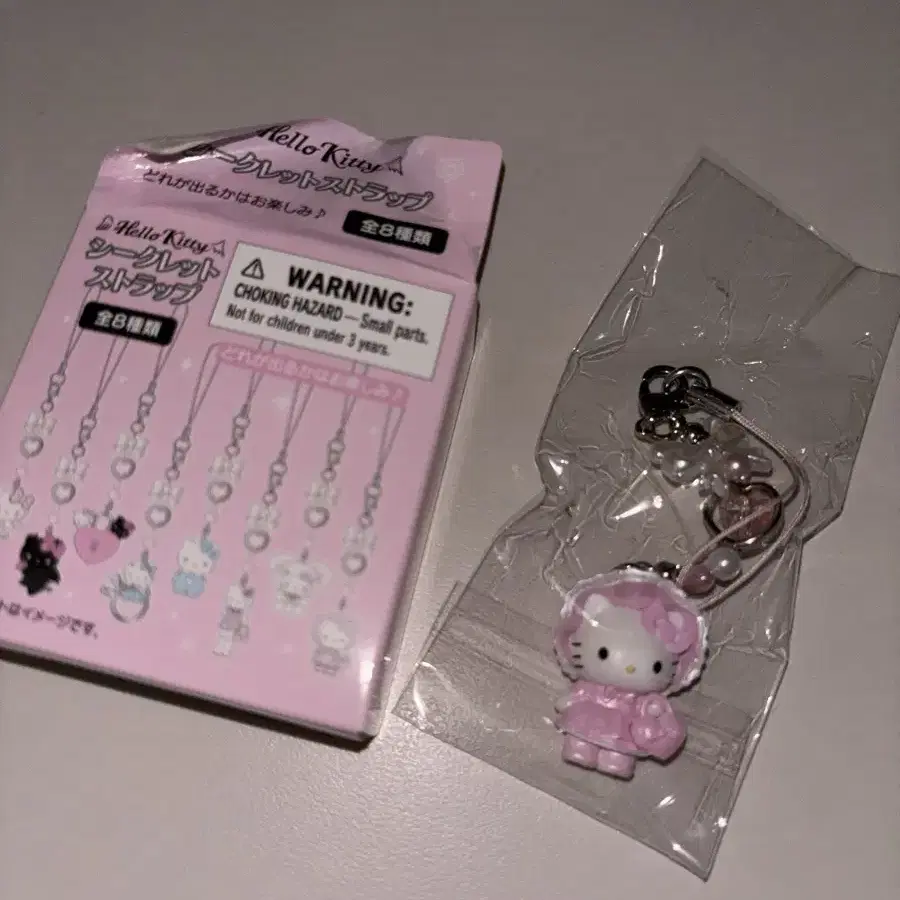 Hello Kitty
シークレットストラップ
どれが出るかはお楽しみ♪
全8種類
Hello Kitty
シークレット
ストラップ
全8種類
WARNING:
CHOKING HAZARD — Small parts.
Not for children under 3 years.
どれが出るかはお楽しみ♪
はイメージです。